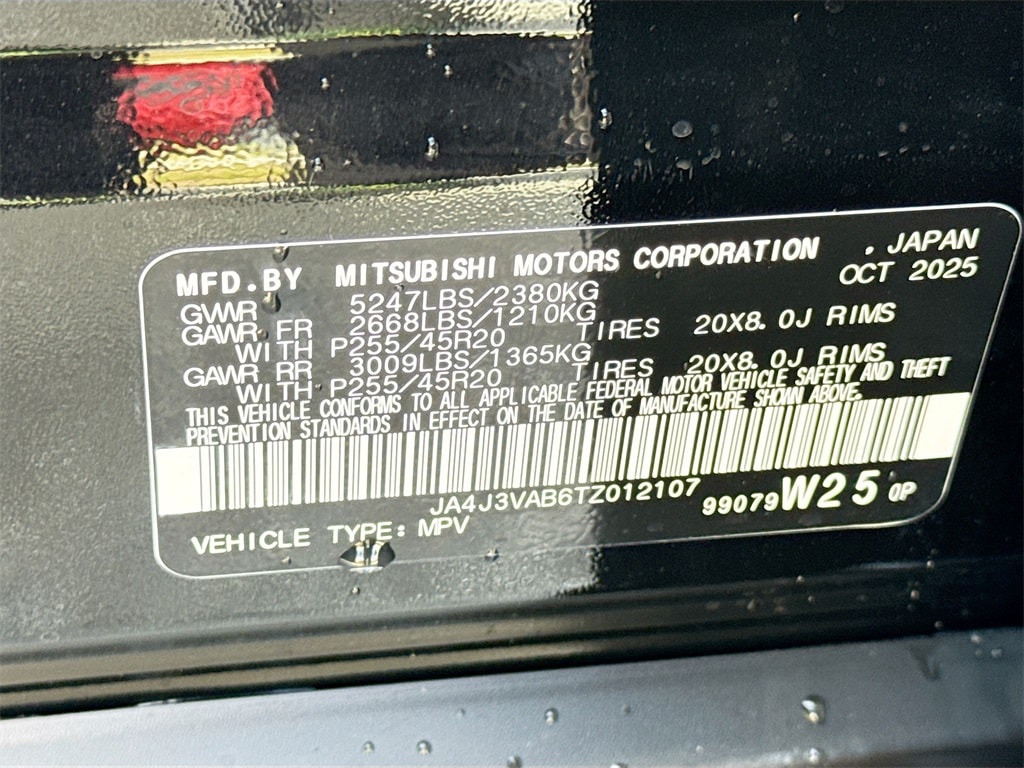 MFD.BY MITSUBISHI MOTORS CORPORATION . JAPAN
OCT 2025
GVWR 5247LBS/2380KG
GAWR FR 2668LBS/1210KG
WITH P255/45R20 TIRES 20X8.0J RIMS
GAWR RR 3009LBS/1365KG
WITH P255/45R20 TIRES 20X8.0J RIMS
THIS VEHICLE CONFORMS TO ALL APPLICABLE FEDERAL MOTOR VEHICLE SAFETY AND THEFT
PREVENTION STANDARDS IN EFFECT ON THE DATE OF MANUFACTURE SHOWN ABOVE.
JA4J3VAB6TZ012107
99079W25 0P
VEHICLE TYPE: MPV